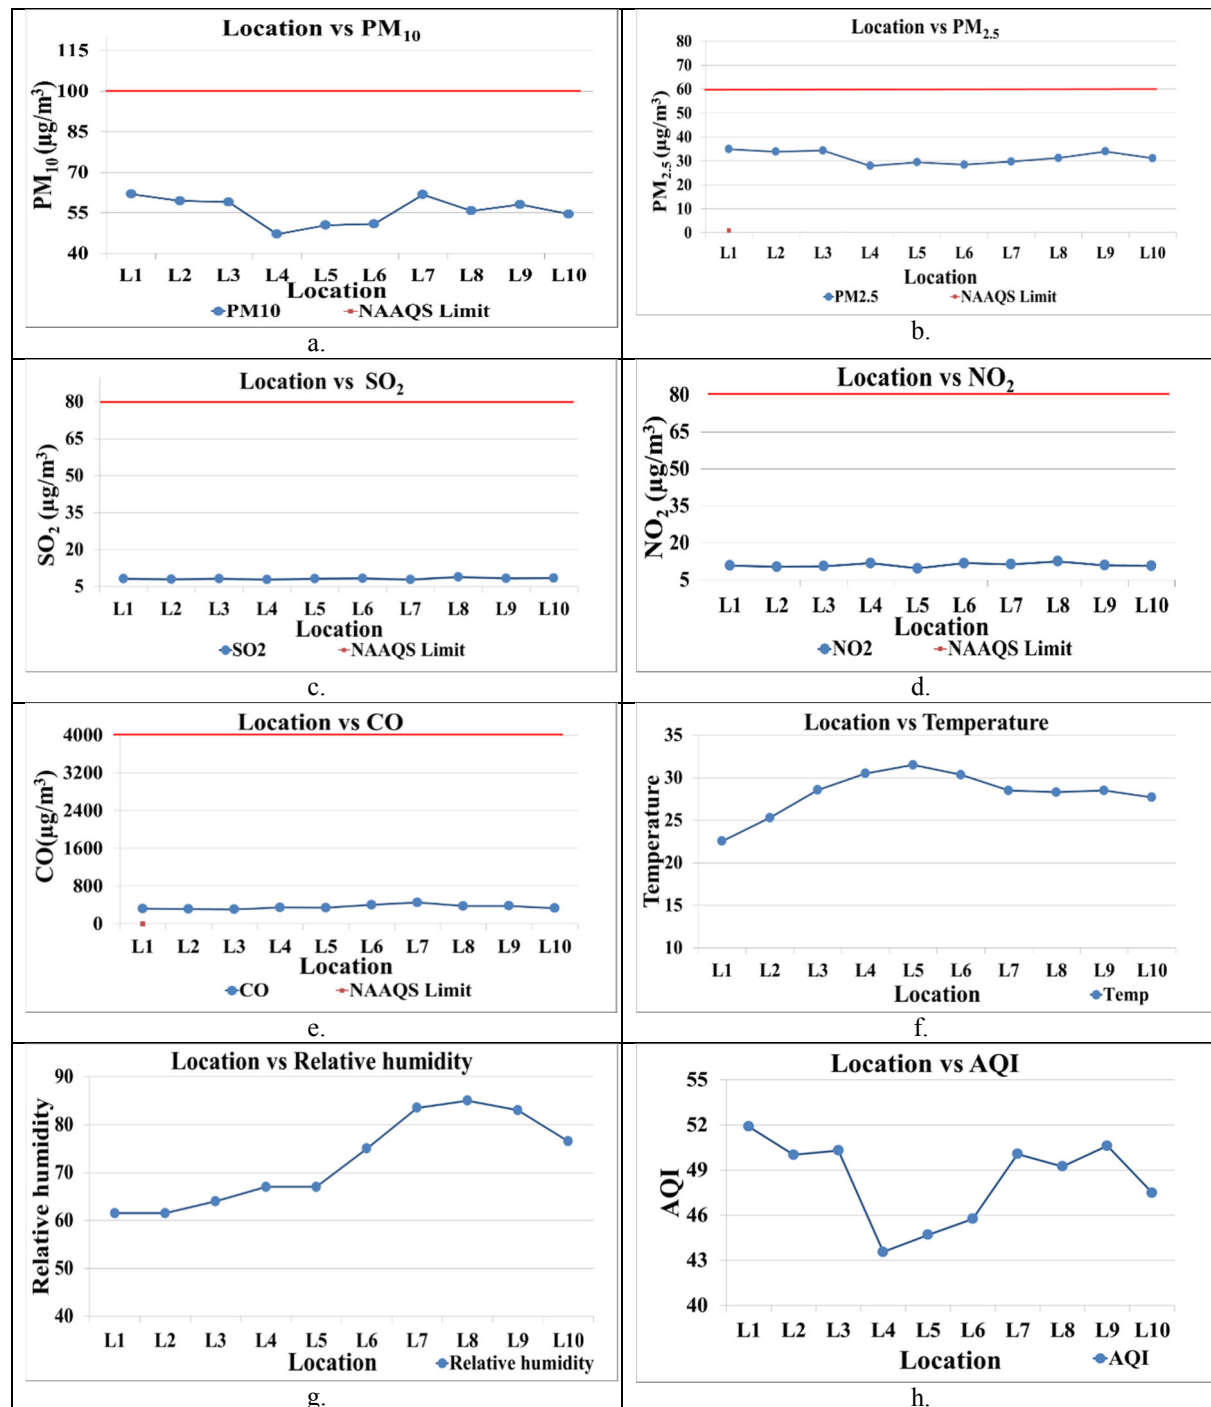 Location vs PM10
115
100
85
70
55
40
PM10 (µg/m3)
L1 L2 L3 L4 L5 L6 L7 L8 L9 L10
Location
PM10 NAAQS Limit
a.
Location vs PM2.5
80
70
60
50
40
30
20
10
0
PM2.5 (µg/m3)
L1 L2 L3 L4 L5 L6 L7 L8 L9 L10
Location
PM2.5 NAAQS Limit
b.
Location vs SO2
80
65
50
35
20
5
SO2 (µg/m3)
L1 L2 L3 L4 L5 L6 L7 L8 L9 L10
Location
SO2 NAAQS Limit
c.
Location vs NO2
80
65
50
35
20
5
NO2 (µg/m3)
L1 L2 L3 L4 L5 L6 L7 L8 L9 L10
Location
NO2 NAAQS Limit
d.
Location vs CO
4000
3200
2400
1600
800
0
CO(µg/m3)
L1 L2 L3 L4 L5 L6 L7 L8 L9 L10
Location
CO NAAQS Limit
e.
Location vs Temperature
35
30
25
20
15
10
Temperature
L1 L2 L3 L4 L5 L6 L7 L8 L9 L10
Location
Temp
f.
Location vs Relative humidity
90
80
70
60
50
40
Relative humidity
L1 L2 L3 L4 L5 L6 L7 L8 L9 L10
Location
Relative humidity
g.
Location vs AQI
55
52
49
46
43
40
AQI
L1 L2 L3 L4 L5 L6 L7 L8 L9 L10
Location
AQI
h.